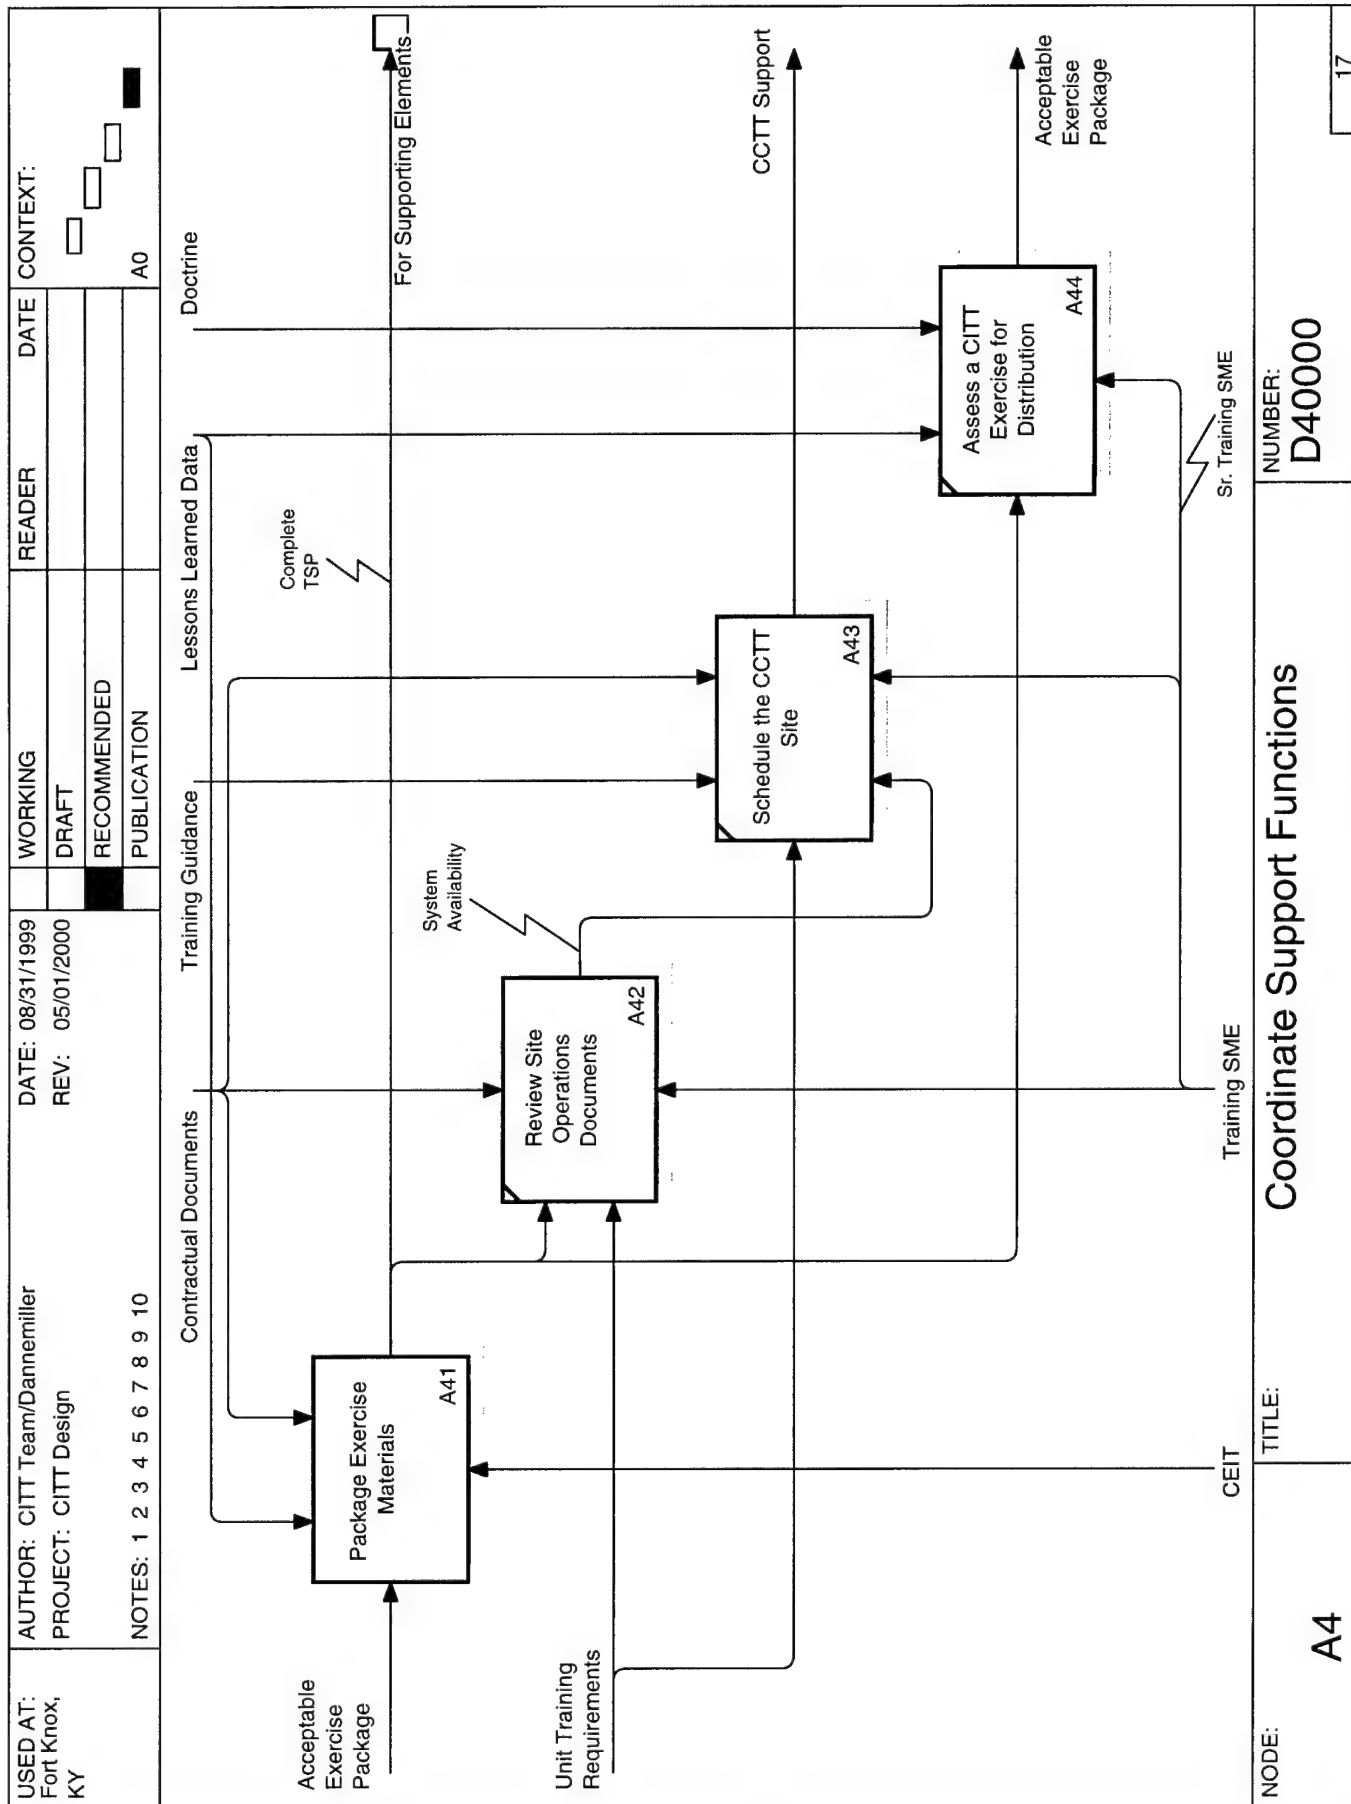 USED AT:
Fort Knox,
KY
AUTHOR: CITT Team/Dannemiller
PROJECT: CITT Design
NOTES: 1 2 3 4 5 6 7 8 9 10
DATE: 08/31/1999
REV: 05/01/2000
WORKING
DRAFT
RECOMMENDED
PUBLICATION
READER
DATE
CONTEXT:
A0
Contractual Documents
Training Guidance
Lessons Learned Data
Doctrine
Complete
TSP
For Supporting Elements
Acceptable
Exercise
Package
Package Exercise
Materials
A41
System
Availability
Unit Training
Requirements
Review Site
Operations
Documents
A42
Schedule the CCTT
Site
A43
CCTT Support
Assess a CITT
Exercise for
Distribution
A44
Acceptable
Exercise
Package
Sr. Training SME
CEIT
Training SME
NODE:
A4
TITLE:
Coordinate Support Functions
NUMBER:
D40000
17